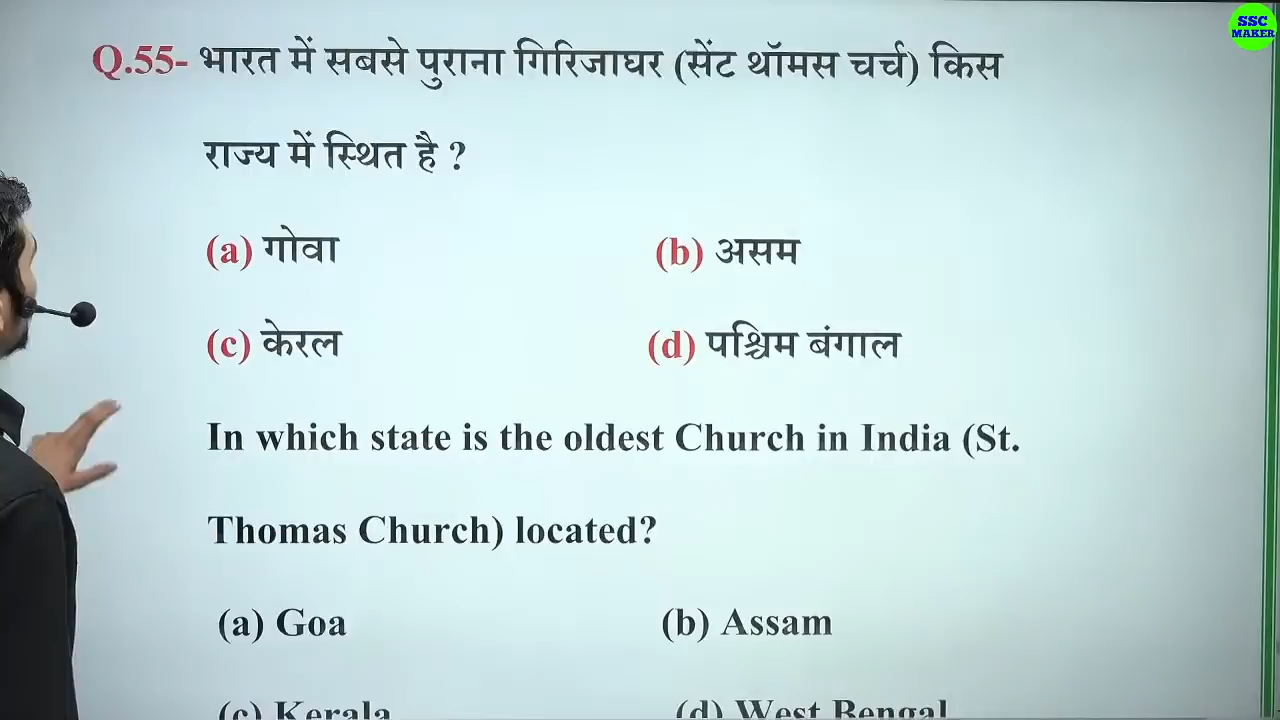 SSC
MAKER
Q.55- भारत में सबसे पुराना गिरिजाघर (सेंट थॉमस चर्च) किस
राज्य में स्थित है ?
(a) गोवा (b) असम
(c) केरल (d) पश्चिम बंगाल
In which state is the oldest Church in India (St.
Thomas Church) located?
(a) Goa (b) Assam
(c) Kerala (d) West Bengal